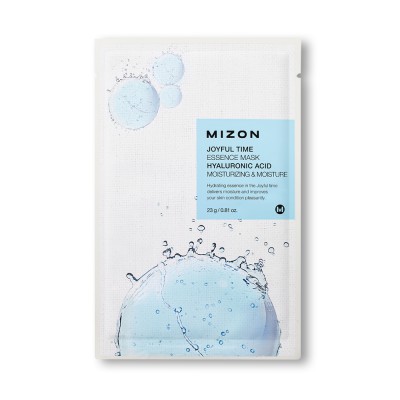 MIZON
JOYFUL TIME
ESSENCE MASK
HYALURONIC ACID
MOISTURIZING & MOISTURE
Hydrating essence in the Joyful time
delivers moisture and improves
your skin condition pleasantly.
23 g / 0.81 oz.